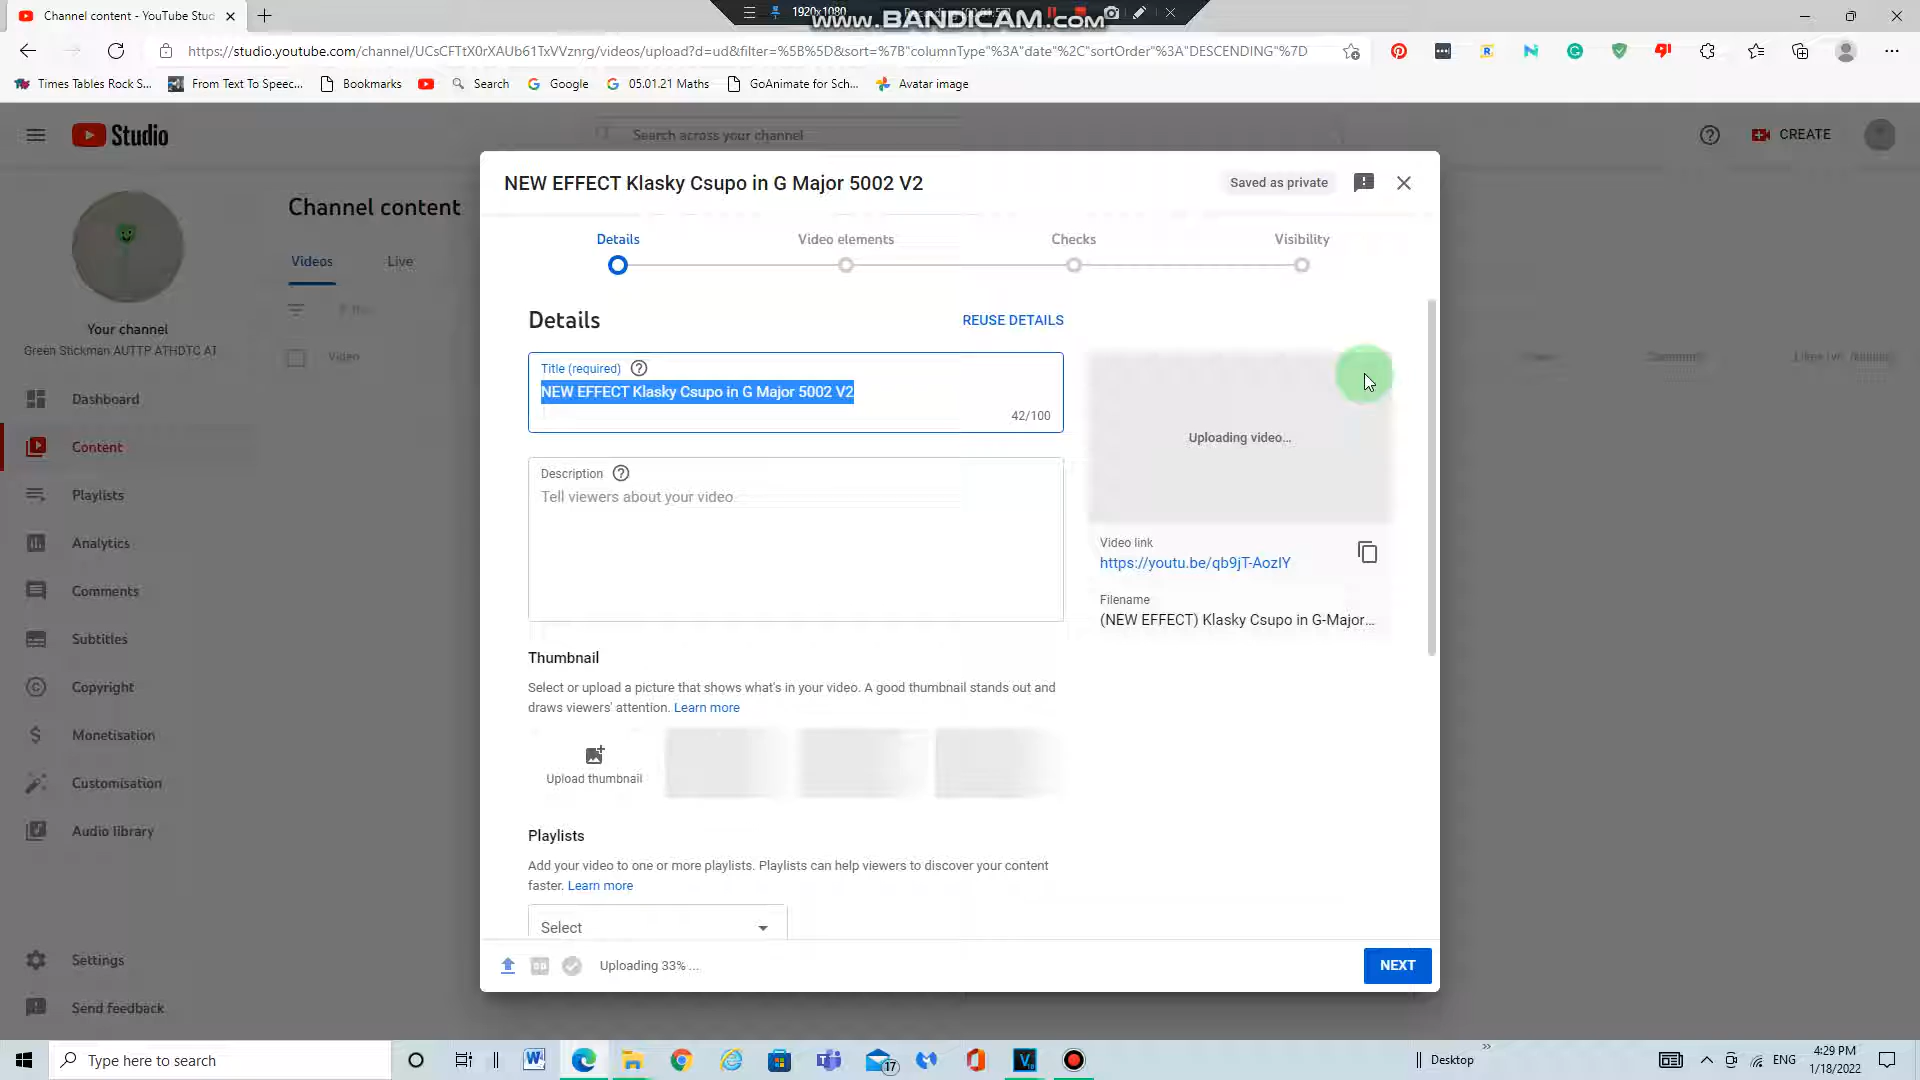 Content content - YouTube Stud
1920x1080
www.BANDICAM.com
https://studio.youtube.com/channel/UCsCFTtX0rXAUb61TxVVznrg/videos/upload?d=ud&filter=%5B%5D&sort=%7B"columnType"%3A"date"%2C"sortOrder"%3A"DESCENDING"%7D
Times Tables Rock S...
From Text To Speec...
Bookmarks
Search
Google
05.01.21 Maths
GoAnimate for Sch...
Avatar image
Studio
Search across your channel
CREATE
NEW EFFECT Klasky Csupo in G Major 5002 V2
Saved as private
Channel content
Details
Video elements
Checks
Visibility
Videos
Live
Your channel
Green Stickman AUTTP ATHDTC AT
Video
Dashboard
Content
Playlists
Analytics
Comments
Subtitles
Copyright
Monetisation
Customisation
Audio library
Settings
Send feedback
Details
REUSE DETAILS
Title (required)
NEW EFFECT Klasky Csupo in G Major 5002 V2
42/100
Description
Tell viewers about your video
Uploading video...
Video link
https://youtu.be/qb9jT-AozIY
Filename
(NEW EFFECT) Klasky Csupo in G-Major...
Thumbnail
Select or upload a picture that shows what's in your video. A good thumbnail stands out and
draws viewers' attention. Learn more
Upload thumbnail
Playlists
Add your video to one or more playlists. Playlists can help viewers to discover your content
faster. Learn more
Select
Uploading 33% ...
NEXT
Type here to search
17
Desktop
ENG
4:29 PM
1/18/2022